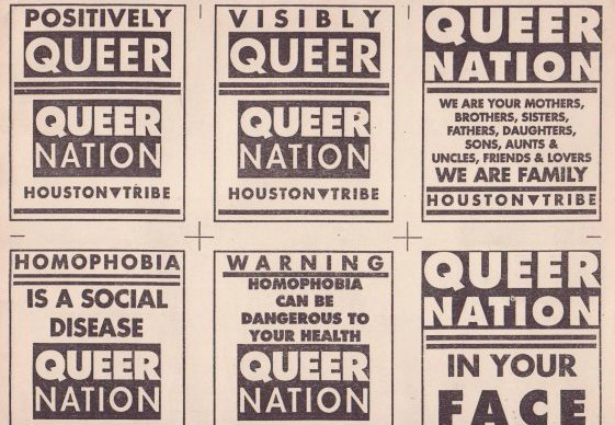 POSITIVELY
QUEER
QUEER
NATION
HOUSTON▼TRIBE
VISIBLY
QUEER
QUEER
NATION
HOUSTON▼TRIBE
QUEER
NATION
WE ARE YOUR MOTHERS,
BROTHERS, SISTERS,
FATHERS, DAUGHTERS,
SONS, AUNTS &
UNCLES, FRIENDS & LOVERS
WE ARE FAMILY
HOUSTON▼TRIBE
HOMOPHOBIA
IS A SOCIAL
DISEASE
QUEER
NATION
WARNING
HOMOPHOBIA
CAN BE
DANGEROUS TO
YOUR HEALTH
QUEER
NATION
QUEER
NATION
IN YOUR
FACE